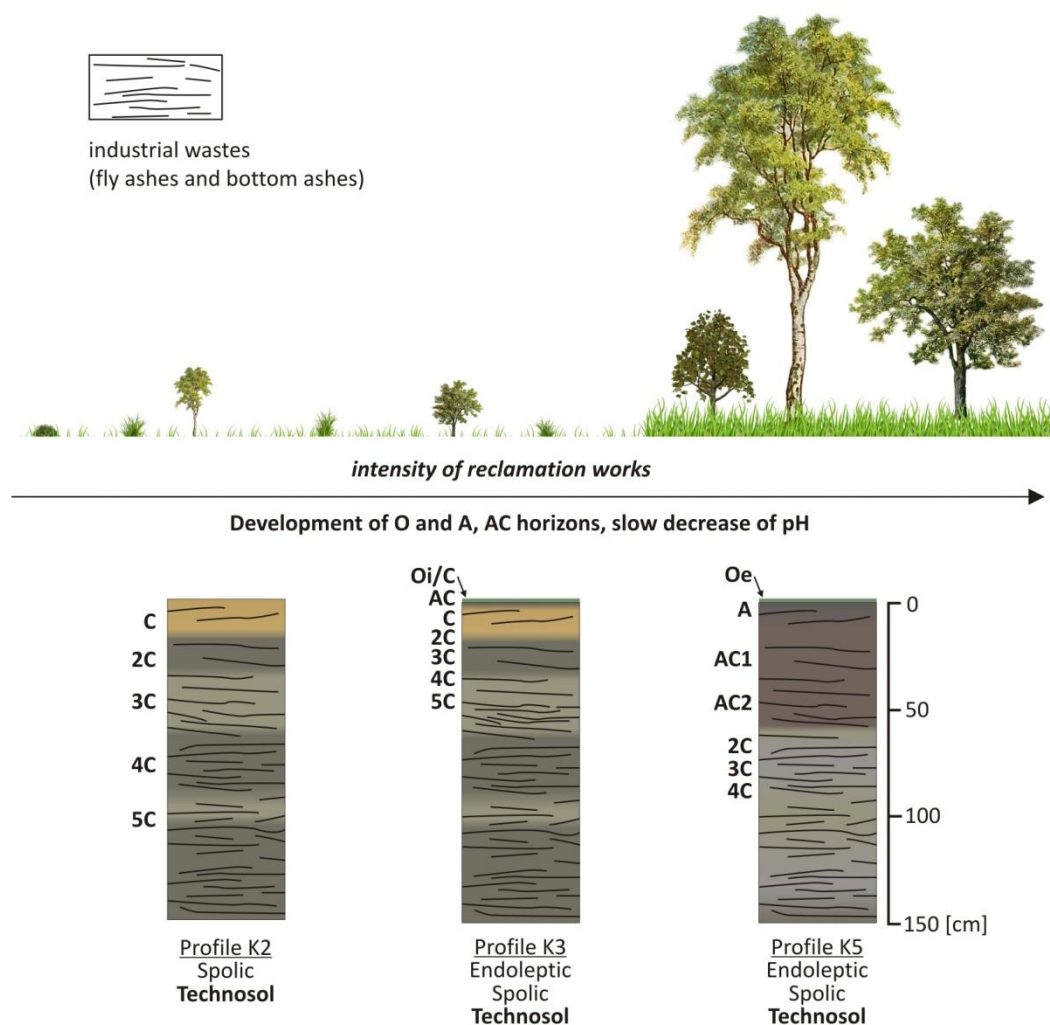 industrial wastes
(fly ashes and bottom ashes)
intensity of reclamation works
Development of O and A, AC horizons, slow decrease of pH
C
2C
3C
4C
5C
Oi/C
AC
C
2C
3C
4C
5C
Oe
A
AC1
AC2
2C
3C
4C
0
50
100
150 [cm]
Profile K2
Spolic
Technosol
Profile K3
Endoleptic
Spolic
Technosol
Profile K5
Endoleptic
Spolic
Technosol